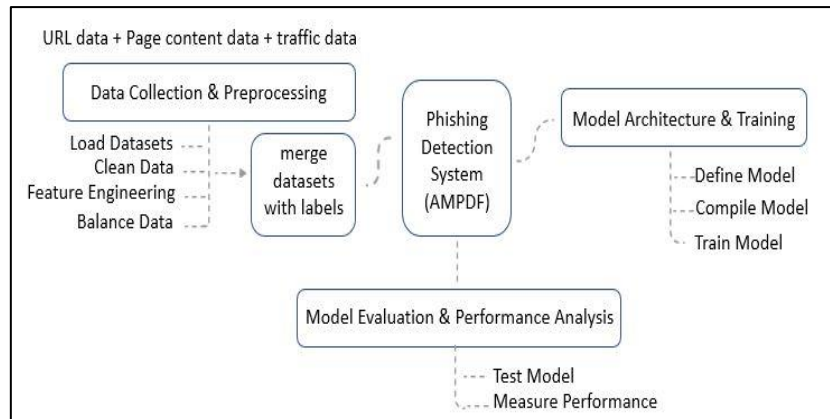 URL data + Page content data + traffic data
Data Collection & Preprocessing
Load Datasets
Clean Data
Feature Engineering
Balance Data
merge
datasets
with labels
Phishing
Detection
System
(AMPDF)
Model Architecture & Training
Define Model
Compile Model
Train Model
Model Evaluation & Performance Analysis
Test Model
Measure Performance